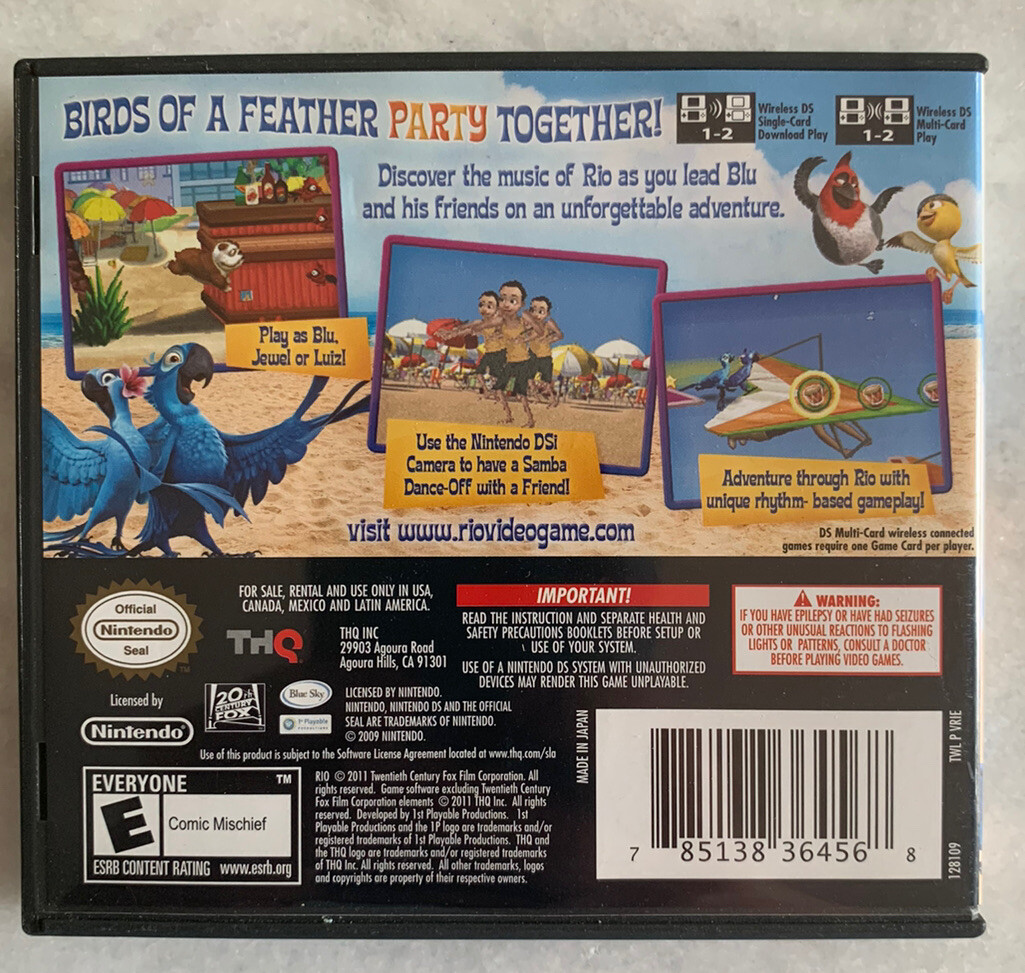 BIRDS OF A FEATHER PARTY TOGETHER!
1-2
Wireless DS
Single-Card
Download Play
1-2
Wireless DS
Multi-Card
Play
Discover the music of Rio as you lead Blu
and his friends on an unforgettable adventure.
Play as Blu,
Jewel or Luiz!
Use the Nintendo DSi
Camera to have a Samba
Dance-Off with a Friend!
Adventure through Rio with
unique rhythm- based gameplay!
visit www.riovideogame.com
DS Multi-Card wireless connected
games require one Game Card per player.
Official
Nintendo
Seal
TM
Licensed by
Nintendo
FOR SALE, RENTAL AND USE ONLY IN USA,
CANADA, MEXICO AND LATIN AMERICA.
THQ
THQ INC
29903 Agoura Road
Agoura Hills, CA 91301
20th
CENTURY
FOX
Blue Sky
1st Playable
PRODUCTIONS
LICENSED BY NINTENDO.
NINTENDO, NINTENDO DS AND THE OFFICIAL
SEAL ARE TRADEMARKS OF NINTENDO.
© 2009 NINTENDO.
Use of this product is subject to the Software License Agreement located at www.thq.com/sla
IMPORTANT!
READ THE INSTRUCTION AND SEPARATE HEALTH AND
SAFETY PRECAUTIONS BOOKLETS BEFORE SETUP OR
USE OF YOUR SYSTEM.
USE OF A NINTENDO DS SYSTEM WITH UNAUTHORIZED
DEVICES MAY RENDER THIS GAME UNPLAYABLE.
WARNING:
IF YOU HAVE EPILEPSY OR HAVE HAD SEIZURES
OR OTHER UNUSUAL REACTIONS TO FLASHING
LIGHTS OR PATTERNS, CONSULT A DOCTOR
BEFORE PLAYING VIDEO GAMES.
EVERYONE TM
E
Comic Mischief
ESRB CONTENT RATING www.esrb.org
RIO © 2011 Twentieth Century Fox Film Corporation. All
rights reserved. Game software excluding Twentieth Century
Fox Film Corporation elements © 2011 THQ Inc. All rights
reserved. Developed by 1st Playable Productions. 1st
Playable Productions and the 1P logo are trademarks and/or
registered trademarks of 1st Playable Productions. THQ and
the THQ logo are trademarks and/or registered trademarks
of THQ Inc. All rights reserved. All other trademarks, logos
and copyrights are property of their respective owners.
MADE IN JAPAN
7 85138 36456 8
TWL P VRIE
128109